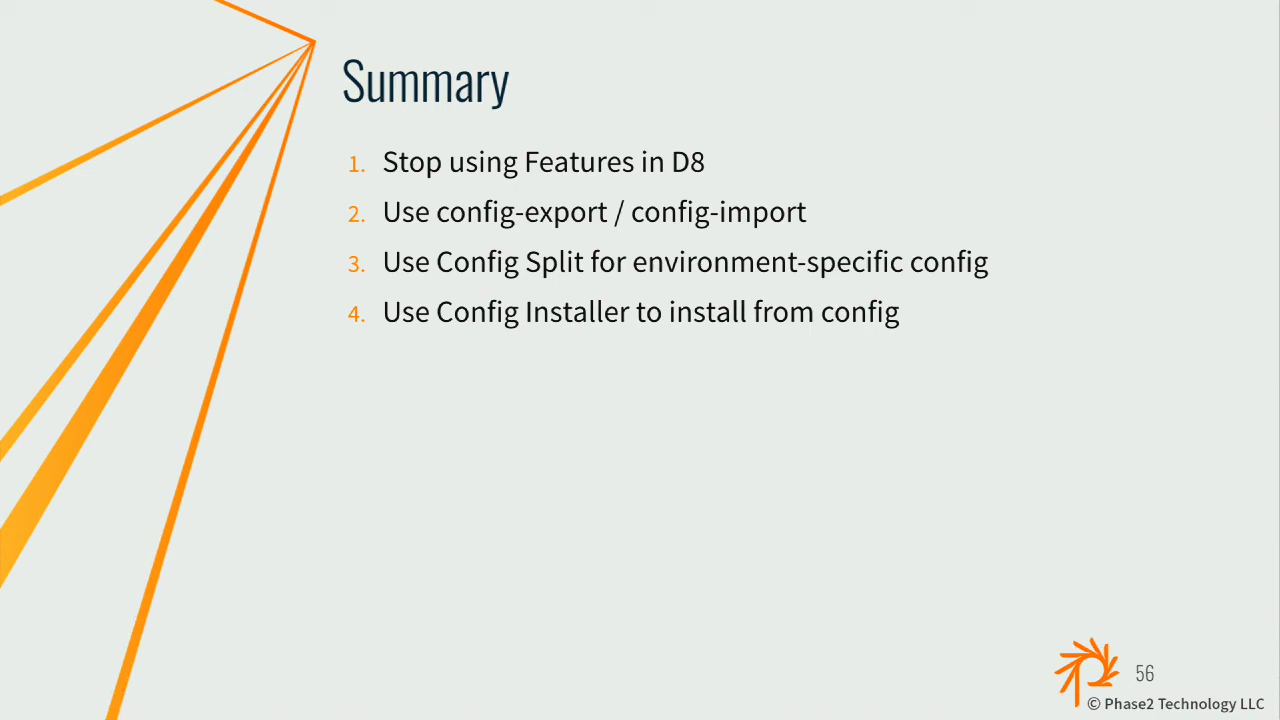 Summary
1. Stop using Features in D8
2. Use config-export / config-import
3. Use Config Split for environment-specific config
4. Use Config Installer to install from config
56
© Phase2 Technology LLC